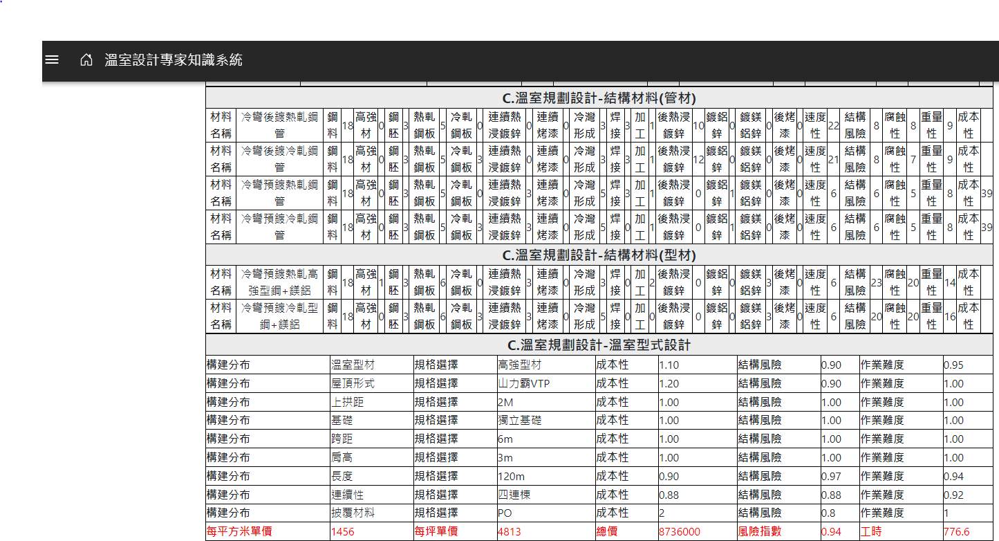 溫室設計專家知識系統
C.溫室規劃設計-結構材料(管材)
材料名稱 冷彎後鍍熱軋鋼管 鋼料 18 高強材 0 鋼胚 3 熱軋鋼板 5 冷軋鋼板 0 連續熱浸鍍鋅 0 連續烤漆 0 冷灣形成 3 焊接 3 加工 1 後熱浸鍍鋅 10 鍍鋁鋅 0 鍍鎂鋁鋅 0 後烤漆 0 速度性 22 結構風險 8 腐蝕性 8 重量性 9 成本性
材料名稱 冷彎後鍍冷軋鋼管 鋼料 18 高強材 0 鋼胚 3 熱軋鋼板 5 冷軋鋼板 3 連續熱浸鍍鋅 0 連續烤漆 0 冷灣形成 3 焊接 3 加工 1 後熱浸鍍鋅 12 鍍鋁鋅 0 鍍鎂鋁鋅 0 後烤漆 0 速度性 21 結構風險 8 腐蝕性 7 重量性 9 成本性
材料名稱 冷彎預鍍熱軋鋼管 鋼料 18 高強材 0 鋼胚 3 熱軋鋼板 5 冷軋鋼板 0 連續熱浸鍍鋅 3 連續烤漆 0 冷灣形成 5 焊接 3 加工 1 後熱浸鍍鋅 0 鍍鋁鋅 1 鍍鎂鋁鋅 0 後烤漆 0 速度性 6 結構風險 6 腐蝕性 5 重量性 8 成本性 39
材料名稱 冷彎預鍍冷軋鋼管 鋼料 18 高強材 0 鋼胚 3 熱軋鋼板 5 冷軋鋼板 3 連續熱浸鍍鋅 3 連續烤漆 0 冷灣形成 5 焊接 0 加工 1 後熱浸鍍鋅 0 鍍鋁鋅 1 鍍鎂鋁鋅 0 後烤漆 0 速度性 6 結構風險 6 腐蝕性 5 重量性 8 成本性 39
C.溫室規劃設計-結構材料(型材)
材料名稱 冷彎預鍍熱軋高強型鋼+鎂鋁 鋼料 18 高強材 1 鋼胚 3 熱軋鋼板 6 冷軋鋼板 0 連續熱浸鍍鋅 3 連續烤漆 0 冷灣形成 3 焊接 0 加工 2 後熱浸鍍鋅 0 鍍鋁鋅 0 鍍鎂鋁鋅 3 後烤漆 0 速度性 6 結構風險 23 腐蝕性 20 重量性 14 成本性
材料名稱 冷彎預鍍冷軋型鋼+鎂鋁 鋼料 18 高強材 0 鋼胚 3 熱軋鋼板 6 冷軋鋼板 3 連續熱浸鍍鋅 3 連續烤漆 0 冷灣形成 5 焊接 0 加工 0 後熱浸鍍鋅 0 鍍鋁鋅 0 鍍鎂鋁鋅 3 後烤漆 0 速度性 6 結構風險 20 腐蝕性 20 重量性 16 成本性
C.溫室規劃設計-溫室型式設計
構建分布 溫室型材 規格選擇 高強型材 成本性 1.10 結構風險 0.90 作業難度 0.95
構建分布 屋頂形式 規格選擇 山力霸VTP 成本性 1.20 結構風險 0.90 作業難度 1.00
構建分布 上拱距 規格選擇 2M 成本性 1.00 結構風險 1.00 作業難度 1.00
構建分布 基礎 規格選擇 獨立基礎 成本性 1.00 結構風險 1.00 作業難度 1.00
構建分布 跨距 規格選擇 6m 成本性 1.00 結構風險 1.00 作業難度 1.00
構建分布 肩高 規格選擇 3m 成本性 1.00 結構風險 1.00 作業難度 1.00
構建分布 長度 規格選擇 120m 成本性 0.90 結構風險 0.97 作業難度 0.94
構建分布 連續性 規格選擇 四連棟 成本性 0.88 結構風險 0.88 作業難度 0.92
構建分布 披覆材料 規格選擇 PO 成本性 2 結構風險 0.8 作業難度 1
每平方米單價 1456 每坪單價 4813 總價 8736000 風險指數 0.94 工時 776.6